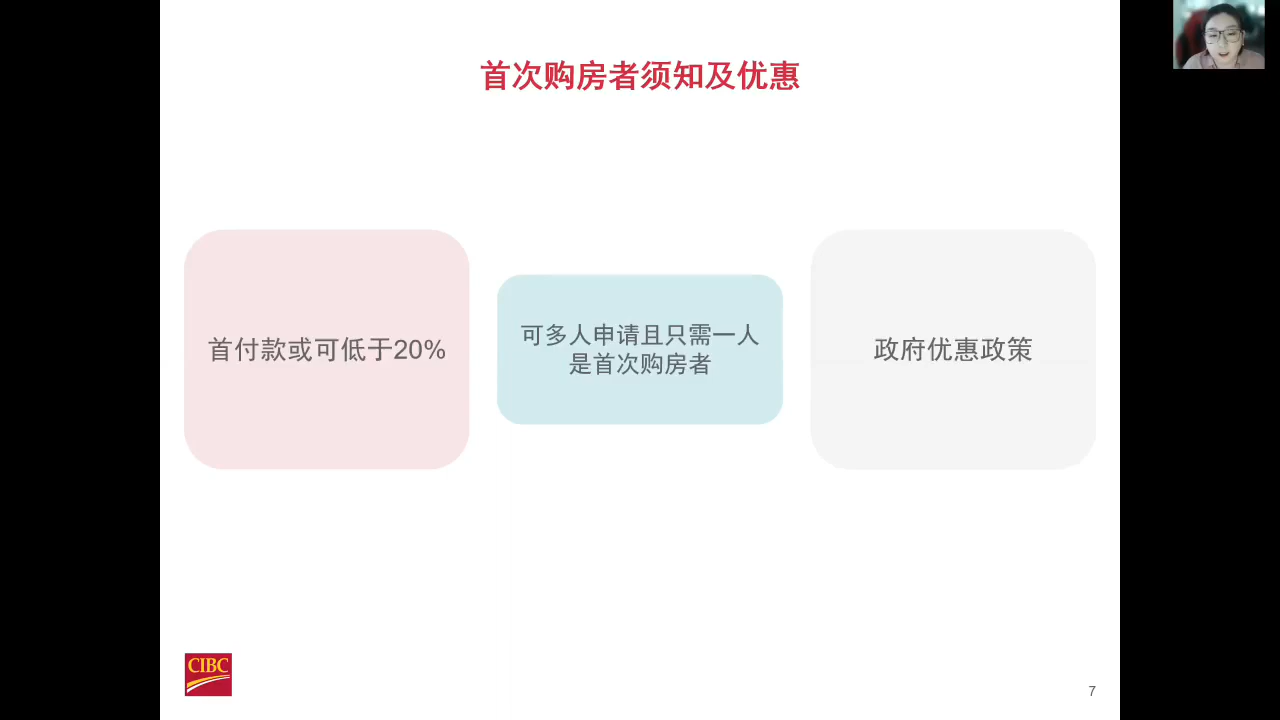 首次购房者须知及优惠
首付款或可低于20%
可多人申请且只需一人
是首次购房者
政府优惠政策
CIBC
7